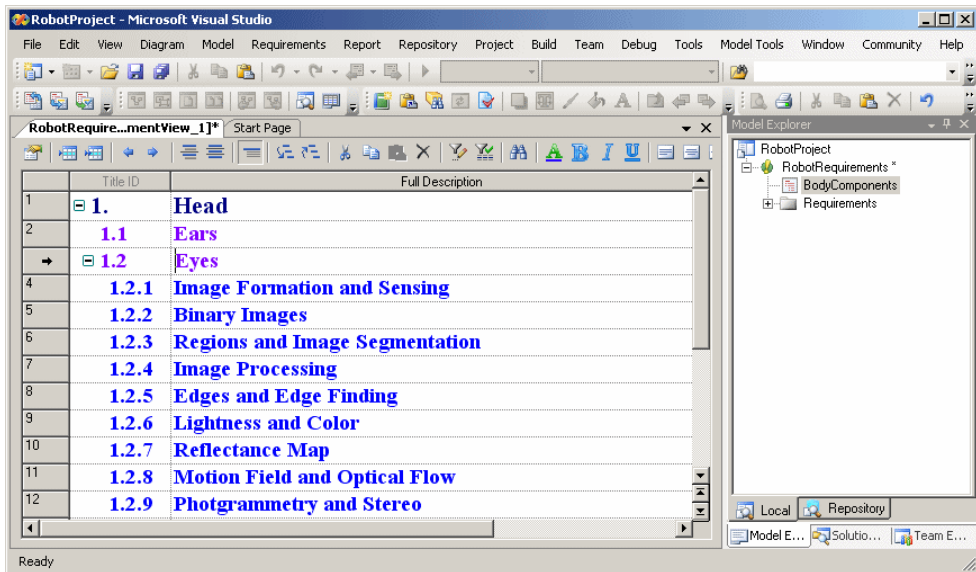 RobotProject - Microsoft Visual Studio
File Edit View Diagram Model Requirements Report Repository Project Build Team Debug Tools Model Tools Window Community Help
RobotRequire...mentView_1]* Start Page
Model Explorer
Title ID Full Description
1 1. Head
2 1.1 Ears
1.2 Eyes
4 1.2.1 Image Formation and Sensing
5 1.2.2 Binary Images
6 1.2.3 Regions and Image Segmentation
7 1.2.4 Image Processing
8 1.2.5 Edges and Edge Finding
9 1.2.6 Lightness and Color
10 1.2.7 Reflectance Map
11 1.2.8 Motion Field and Optical Flow
12 1.2.9 Photgrammetry and Stereo
RobotProject
RobotRequirements *
BodyComponents
Requirements
Local Repository
Model E... Solutio... Team E...
Ready